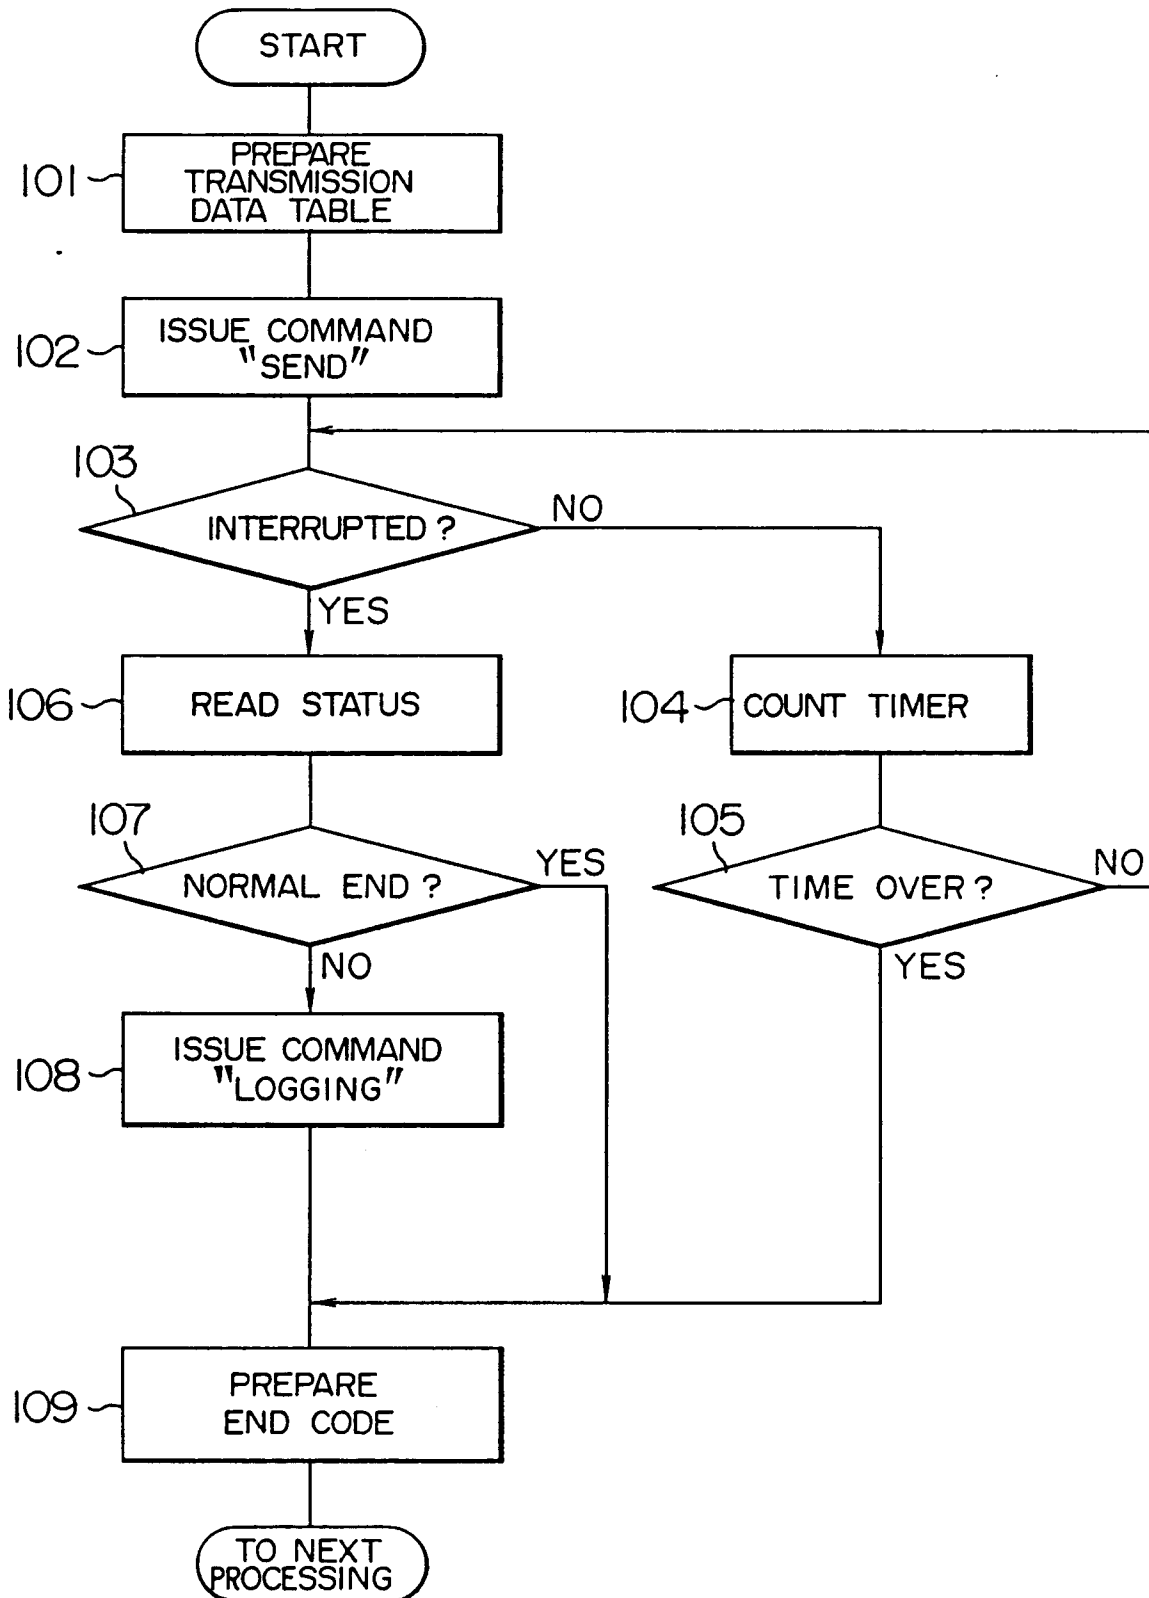 START
101
PREPARE
TRANSMISSION
DATA TABLE
102
ISSUE COMMAND
"SEND"
103
INTERRUPTED?
NO
YES
106
READ STATUS
104
COUNT TIMER
107
NORMAL END?
YES
NO
105
TIME OVER?
NO
YES
108
ISSUE COMMAND
"LOGGING"
109
PREPARE
END CODE
TO NEXT
PROCESSING